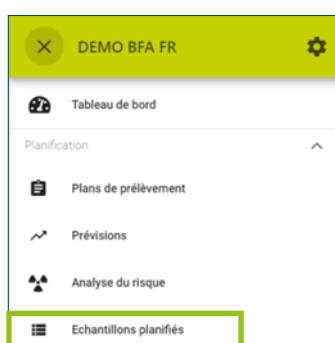 DEMO BFA FR
Tableau de bord
Planification
Plans de prélèvement
Prévisions
Analyse du risque
Echantillons planifiés